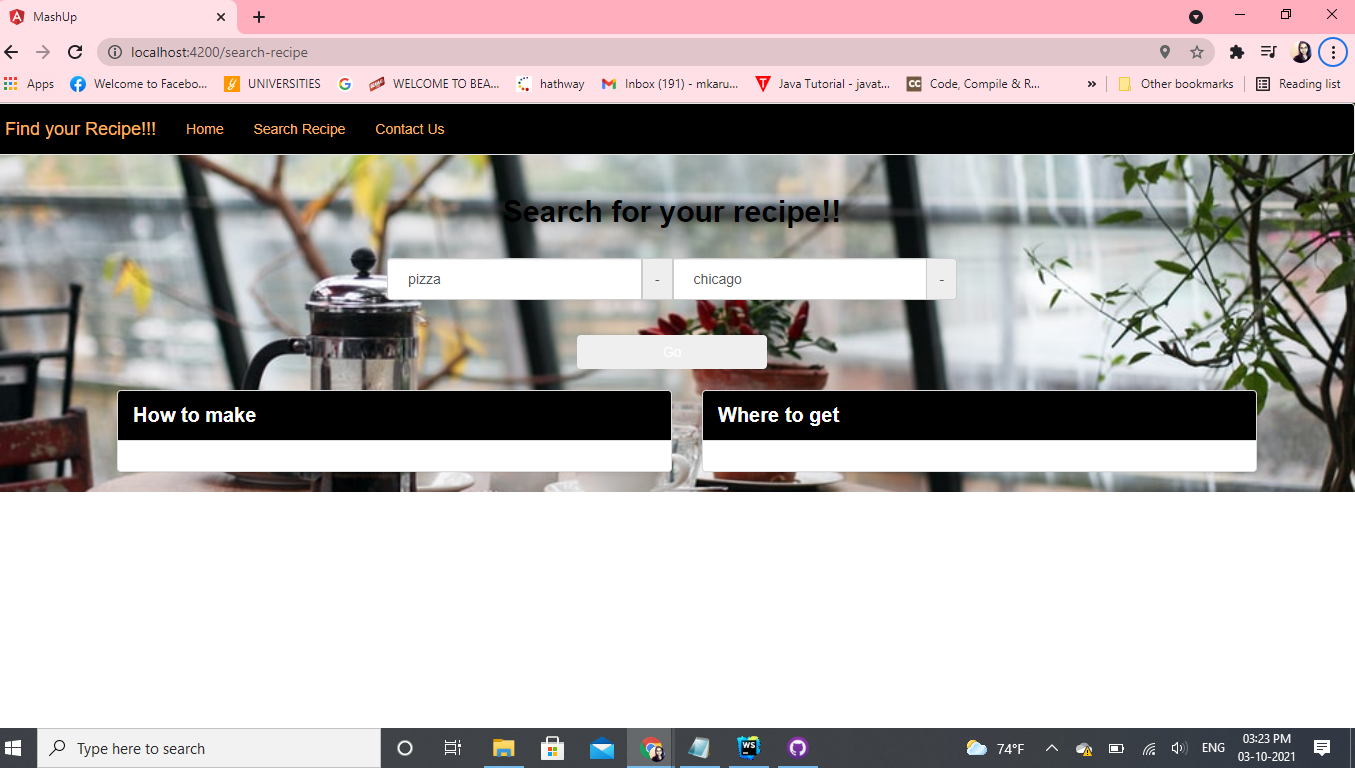 MashUp
localhost:4200/search-recipe
Apps Welcome to Facebo... UNIVERSITIES WELCOME TO BEA... hathway Inbox (191) - mkaru... Java Tutorial - javat... CC Code, Compile & R... » Other bookmarks Reading list
Find your Recipe!!! Home Search Recipe Contact Us
Search for your recipe!!
pizza - chicago -
Go
How to make Where to get
Type here to search WS 74°F ENG 03:23 PM
03-10-2021